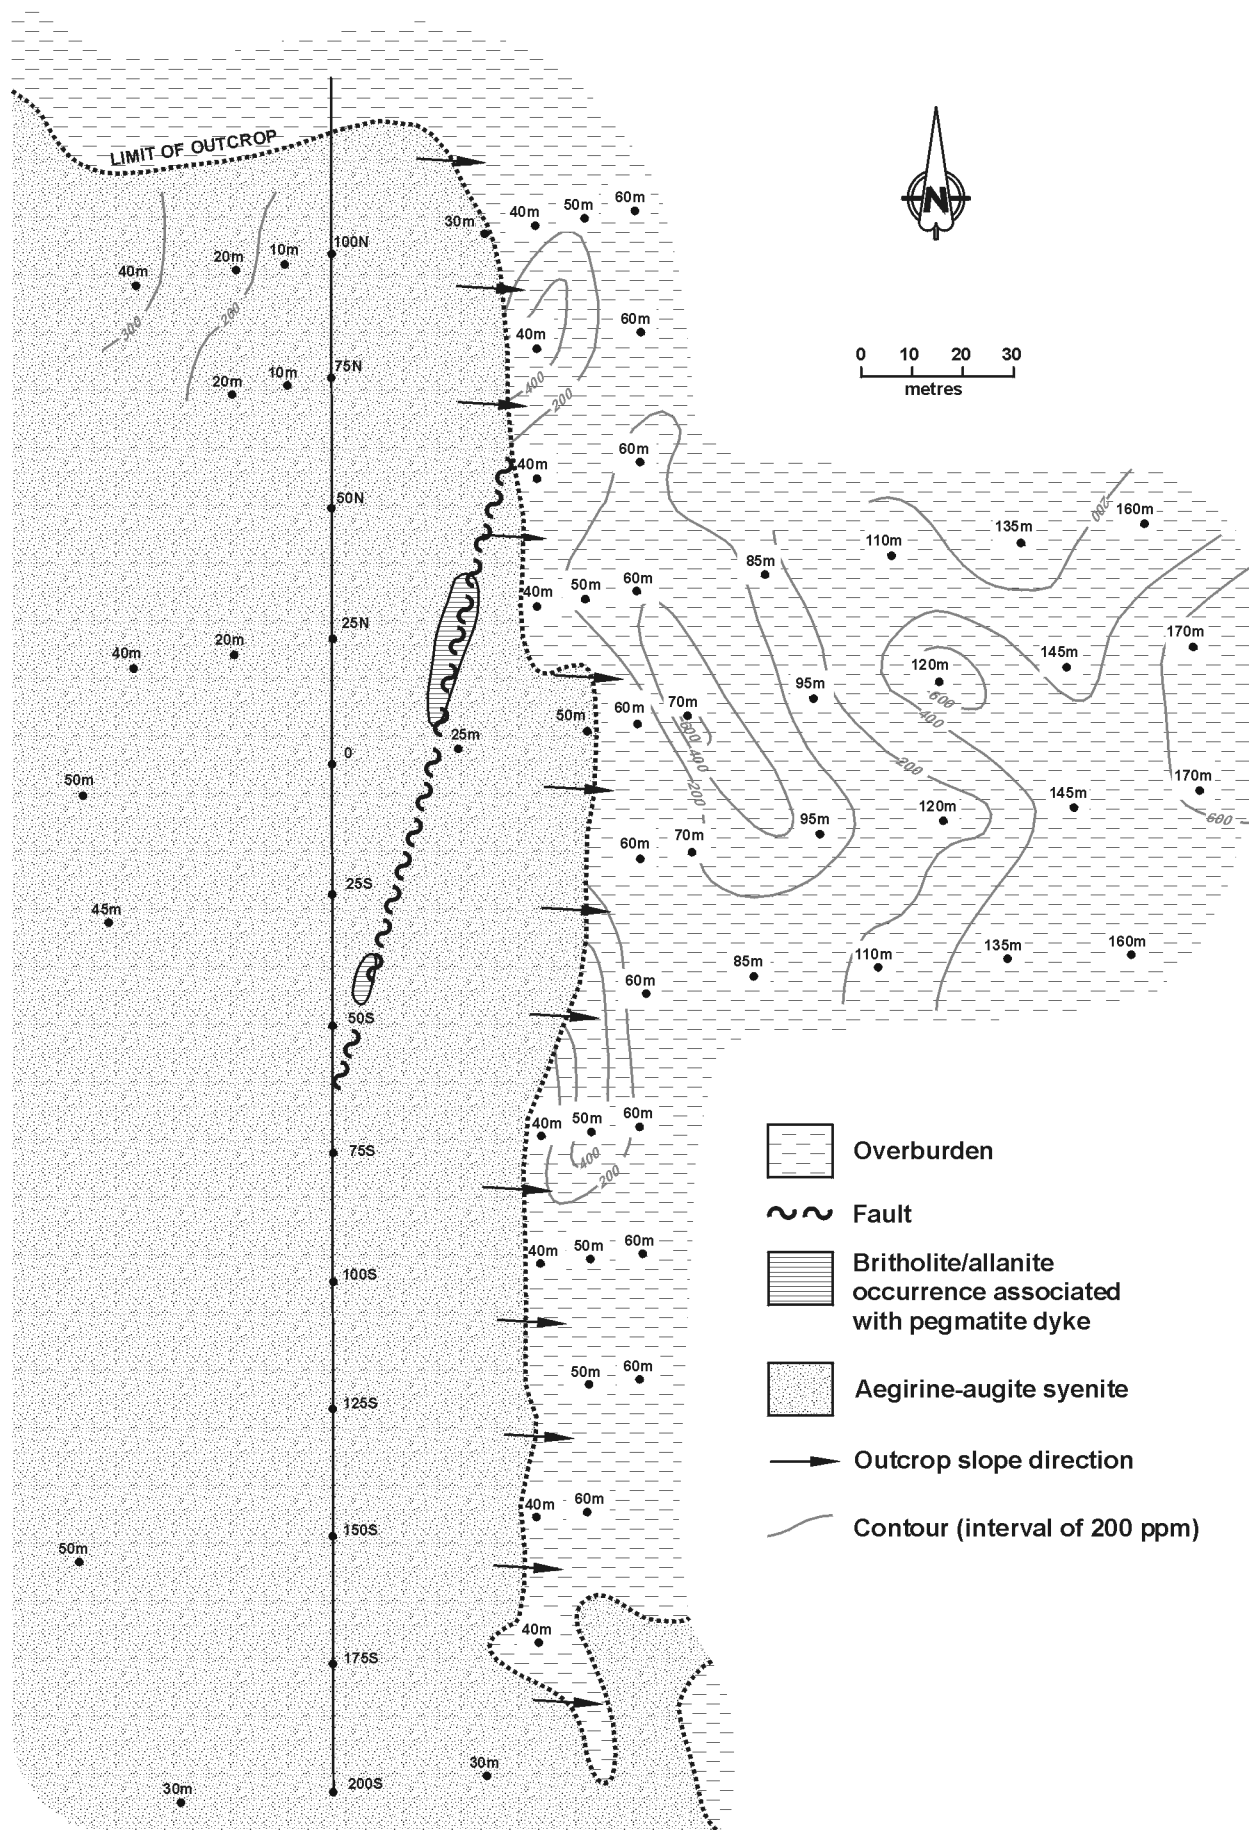 LIMIT OF OUTCROP
N
30m 40m 50m 60m
100N
40m 20m 10m
300 200
40m 60m
0 10 20 30
metres
75N
20m 10m
400 200
40m 60m
50N
200
110m 135m 160m
85m
40m 50m 60m
25N
40m 20m
170m
145m
120m
600
400
95m
50m 60m 70m
600
400
200
25m
0
200
50m
170m
600
145m
120m
95m
60m 70m
25S
45m
160m
135m
110m
85m
60m
50S
40m 50m 60m
400 200
75S
Overburden
Fault
Britholite/allanite
occurrence associated
with pegmatite dyke
Aegirine-augite syenite
Outcrop slope direction
Contour (interval of 200 ppm)
40m 50m 60m
100S
50m 60m
125S
40m 60m
150S
50m
40m
175S
30m
200S
30m